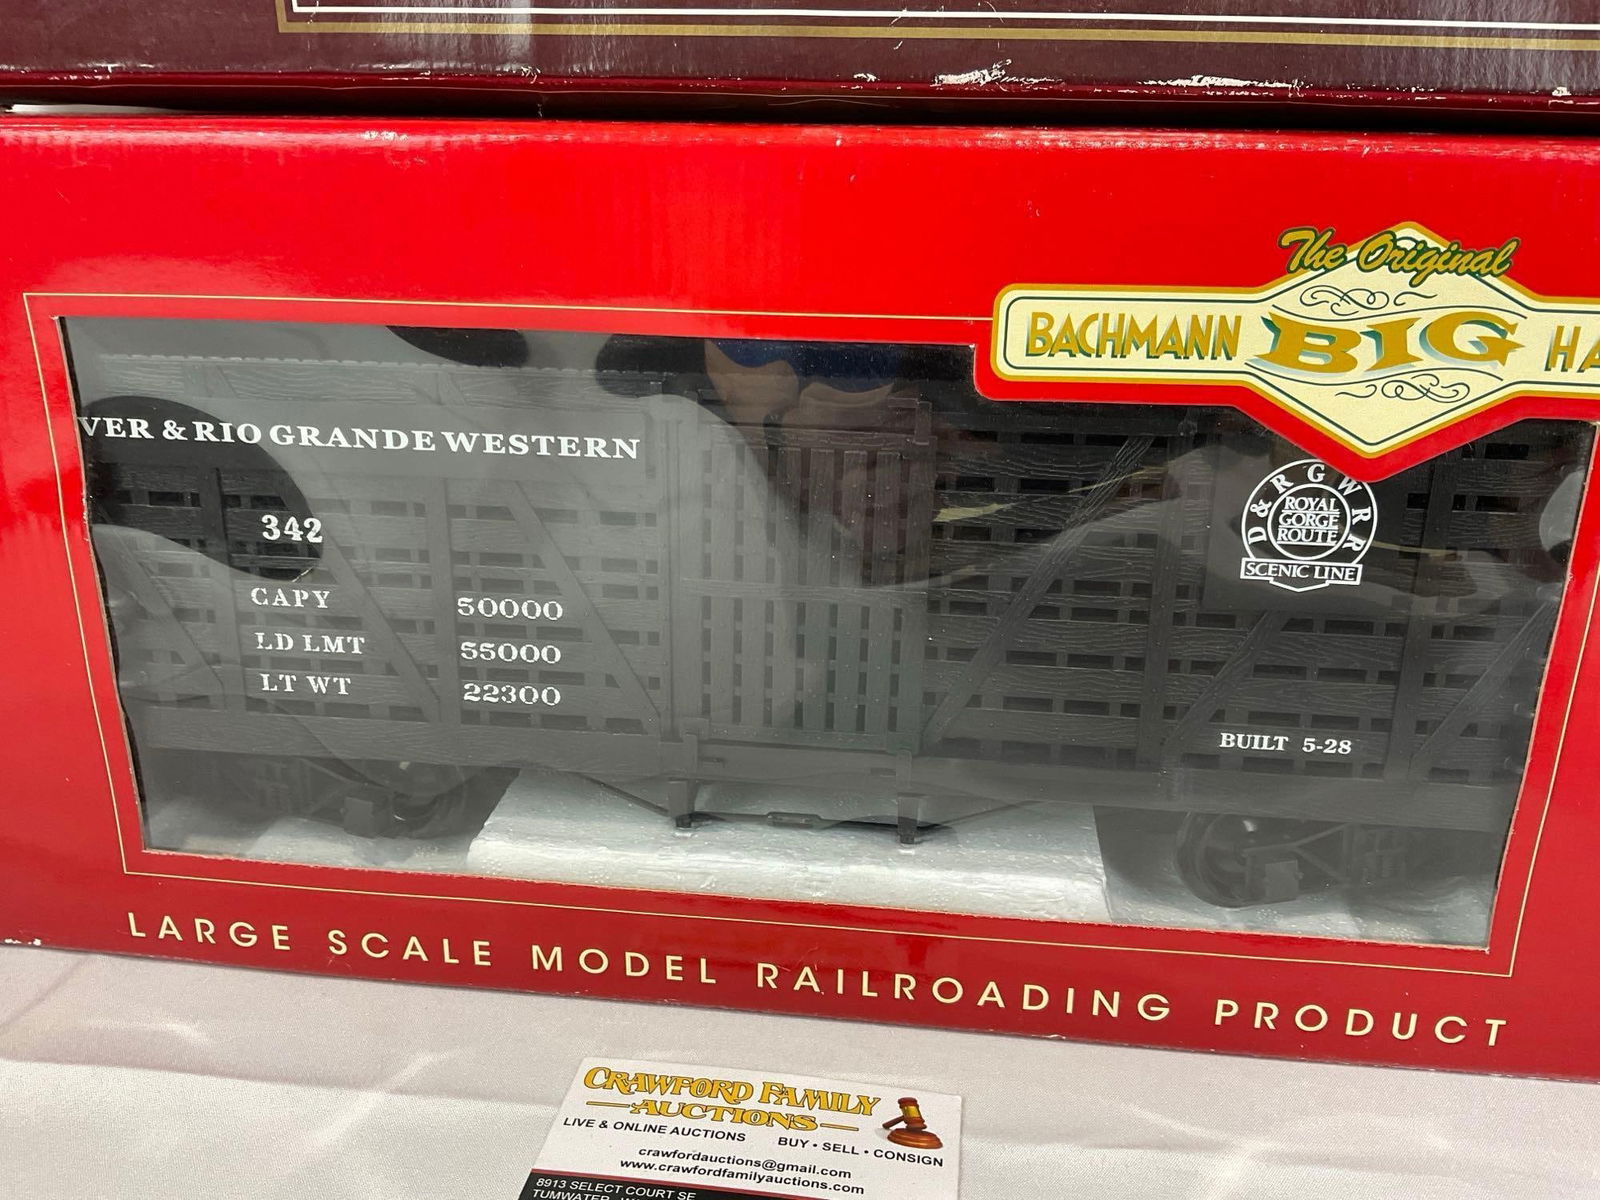 The Original
BACHMANN BIG HA
VER & RIO GRANDE WESTERN
342
CAPY 50000
LD LMT 55000
LT WT 22300
D & R G W R R
ROYAL
GORGE
ROUTE
SCENIC LINE
BUILT 5-28
LARGE SCALE MODEL RAILROADING PRODUCT
CRAWFORD FAMILY
AUCTIONS
LIVE & ONLINE AUCTIONS BUY • SELL • CONSIGN
crawfordauctions@gmail.com
www.crawfordfamilyauctions.com
8913 SELECT COURT SE
TUMWATER